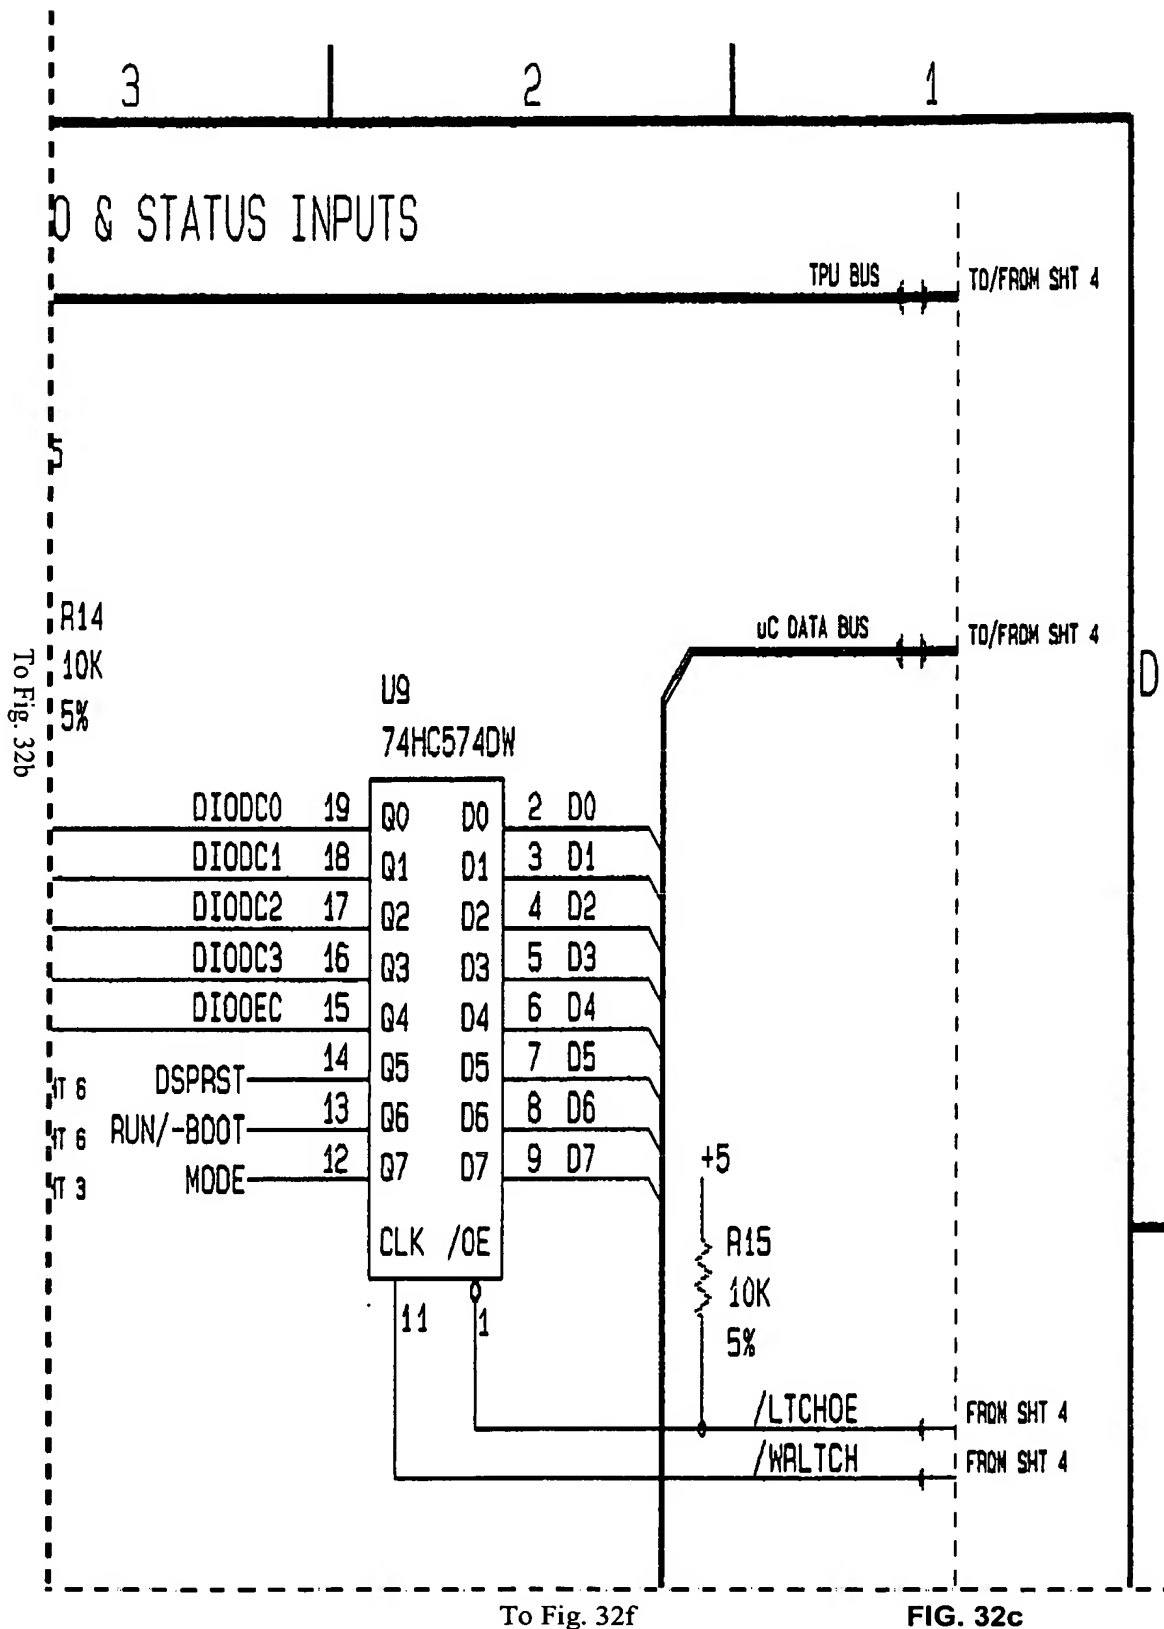 3 2 1
O & STATUS INPUTS
TPU BUS TO/FROM SHT 4
5
uC DATA BUS TO/FROM SHT 4
D
R14
10K
5%
To Fig. 32b
U9
74HC574DW
DIODC0 19 Q0 D0 2 D0
DIODC1 18 Q1 D1 3 D1
DIODC2 17 Q2 D2 4 D2
DIODC3 16 Q3 D3 5 D3
DIOOEC 15 Q4 D4 6 D4
HT 6 DSPRST 14 Q5 D5 7 D5
HT 6 RUN/-BOOT 13 Q6 D6 8 D6
HT 3 MODE 12 Q7 D7 9 D7
+5
CLK /OE
R15
10K
5%
11 1
/LTCHOE FROM SHT 4
/WRLTCH FROM SHT 4
To Fig. 32f
FIG. 32c